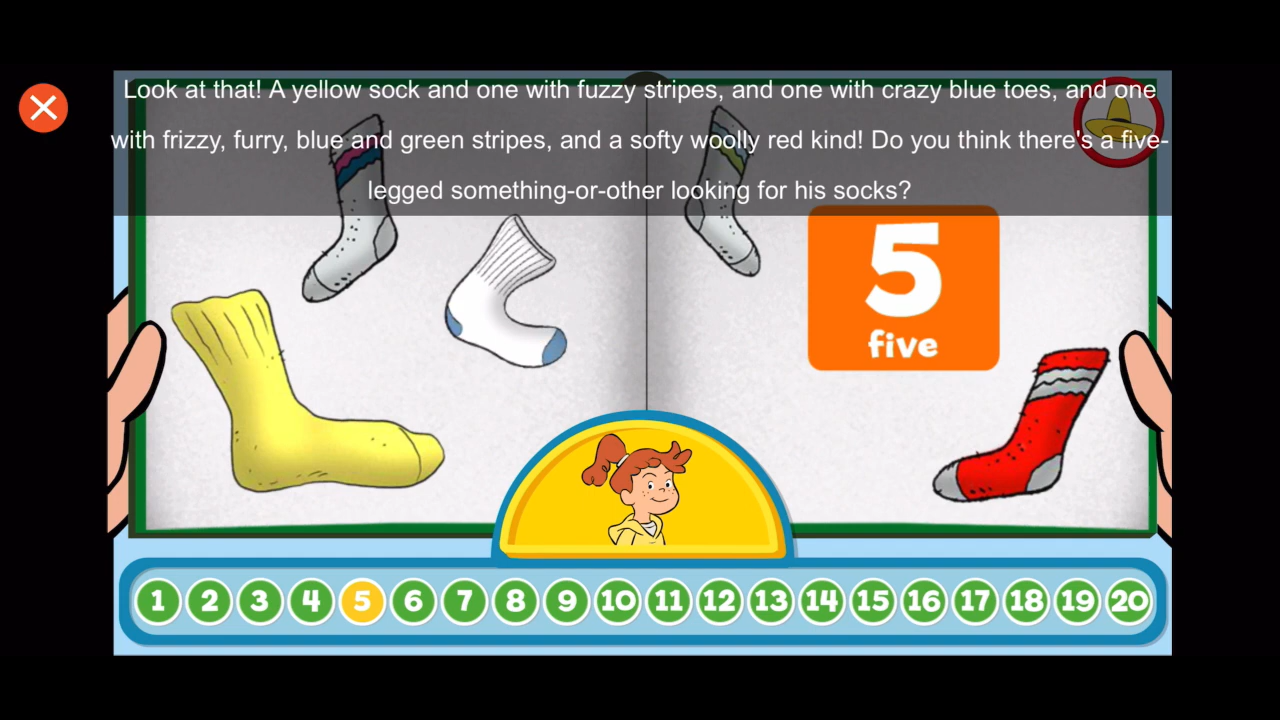 Look at that! A yellow sock and one with fuzzy stripes, and one with crazy blue toes, and one
with frizzy, furry, blue and green stripes, and a softy woolly red kind! Do you think there's a five-
legged something-or-other looking for his socks?
5
five
1 2 3 4 5 6 7 8 9 10 11 12 13 14 15 16 17 18 19 20